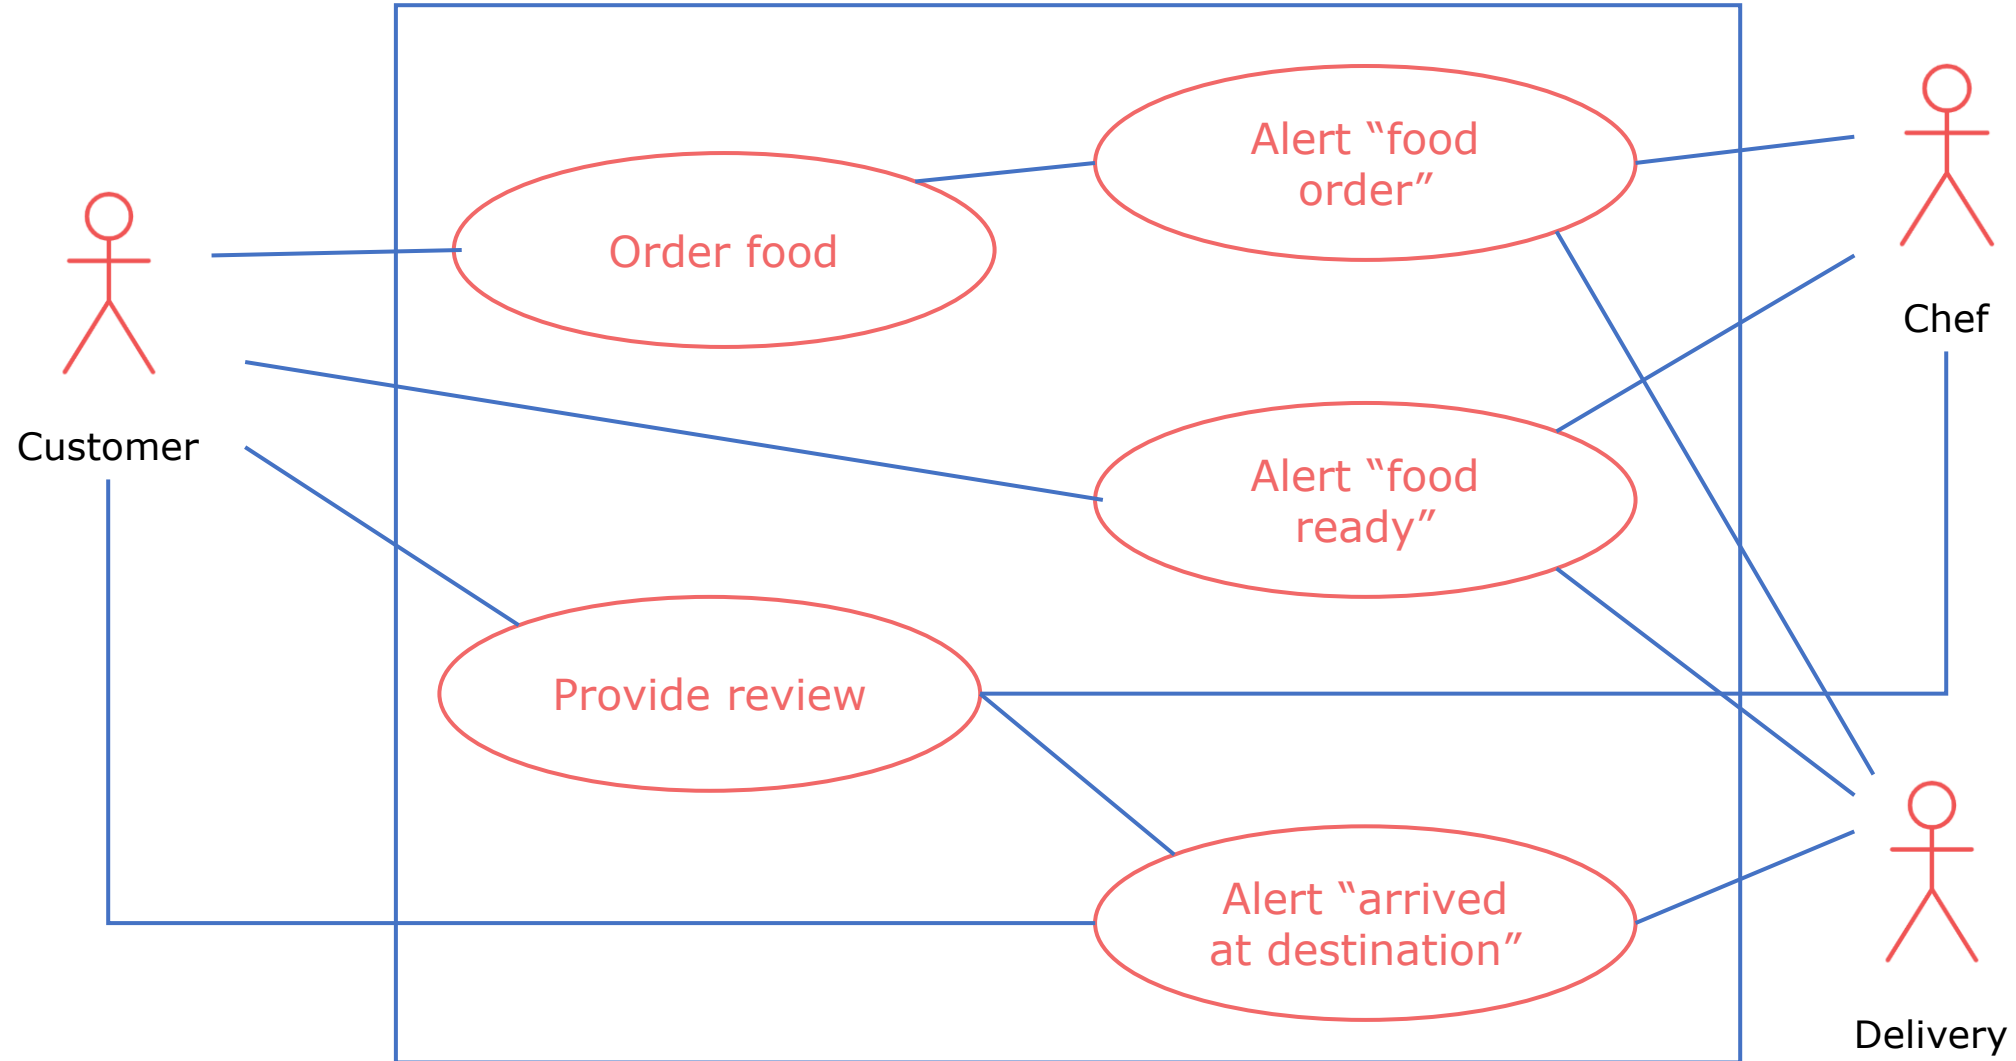 Alert “food
order”
Order food
Chef
Customer
Alert “food
ready”
Provide review
Alert “arrived
at destination”
Delivery